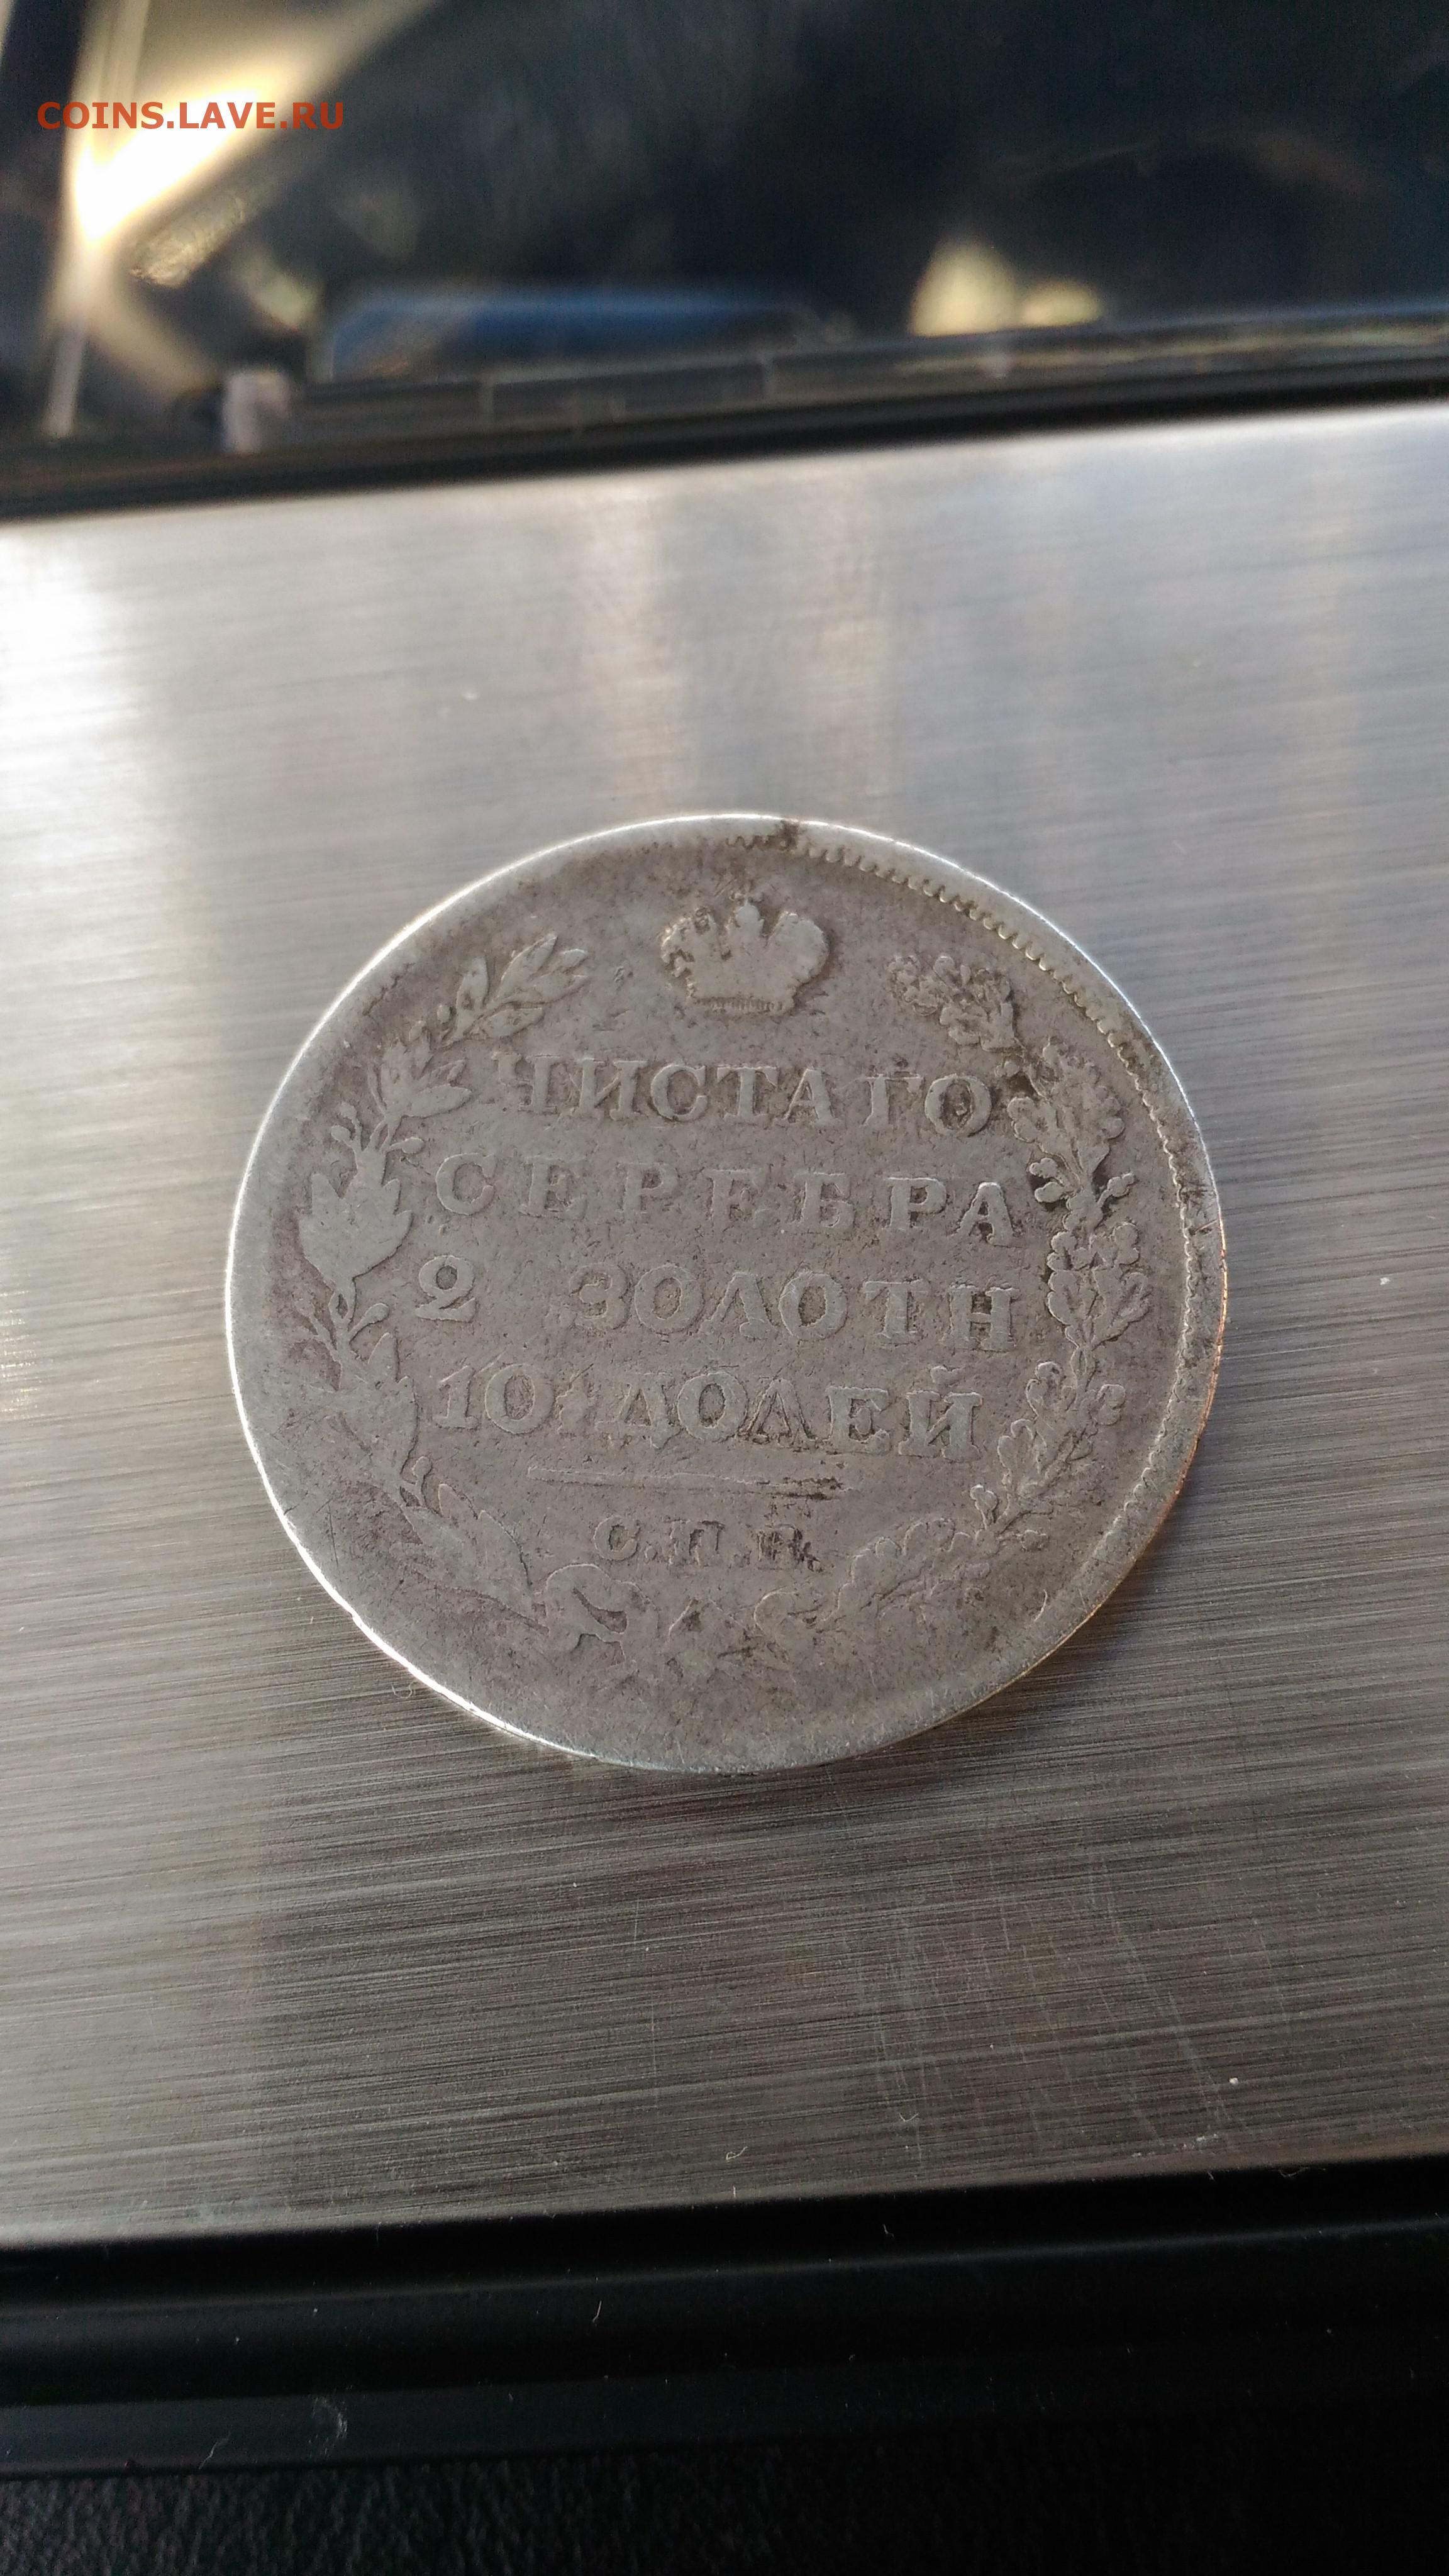 COINS.LAVE.RU
ЧИСТАГО
СЕРЕБРА
2 ЗОЛОТН
10 ДОЛЕЙ
С.П.Б.